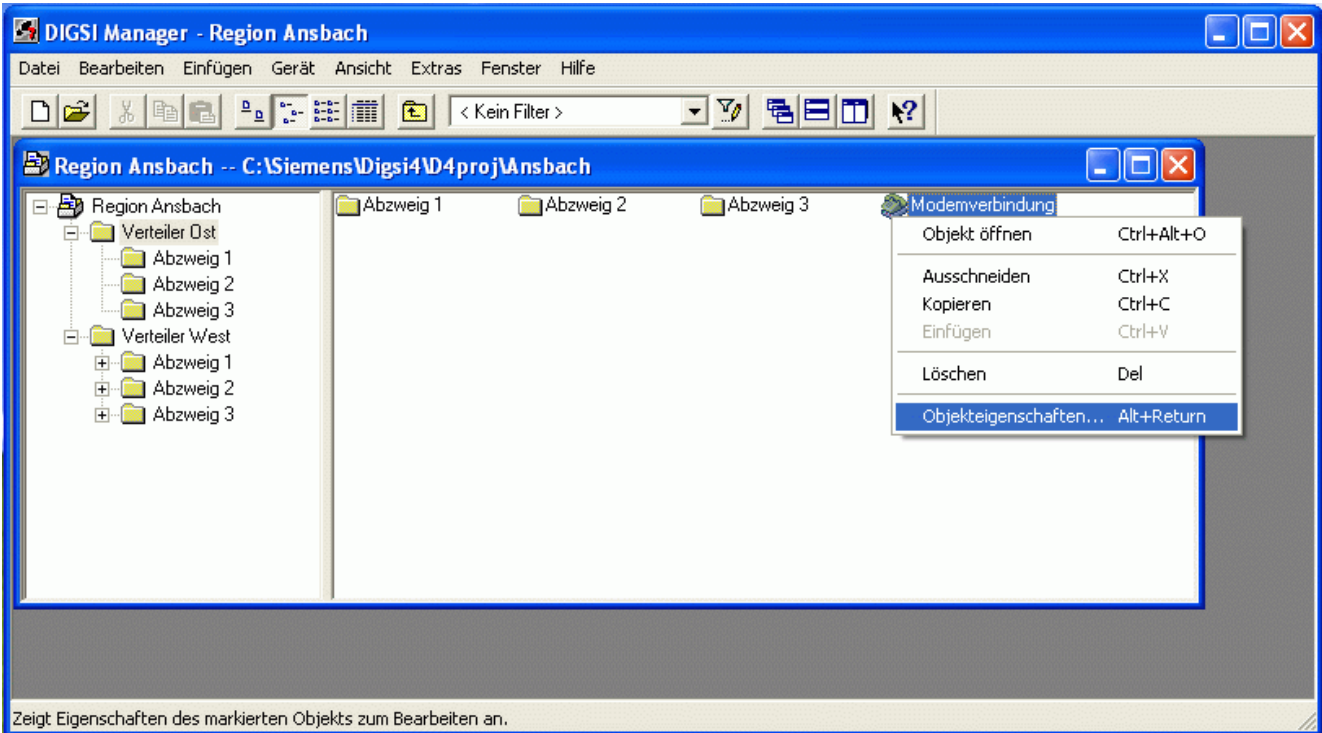 DIGSI Manager - Region Ansbach
Datei Bearbeiten Einfügen Gerät Ansicht Extras Fenster Hilfe
< Kein Filter >
Region Ansbach -- C:\Siemens\Digsi4\D4proj\Ansbach
Region Ansbach
Verteiler Ost
Abzweig 1
Abzweig 2
Abzweig 3
Verteiler West
Abzweig 1
Abzweig 2
Abzweig 3
Abzweig 1 Abzweig 2 Abzweig 3 Modemverbindung
Objekt öffnen Ctrl+Alt+O
Ausschneiden Ctrl+X
Kopieren Ctrl+C
Einfügen Ctrl+V
Löschen Del
Objekteigenschaften... Alt+Return
Zeigt Eigenschaften des markierten Objekts zum Bearbeiten an.